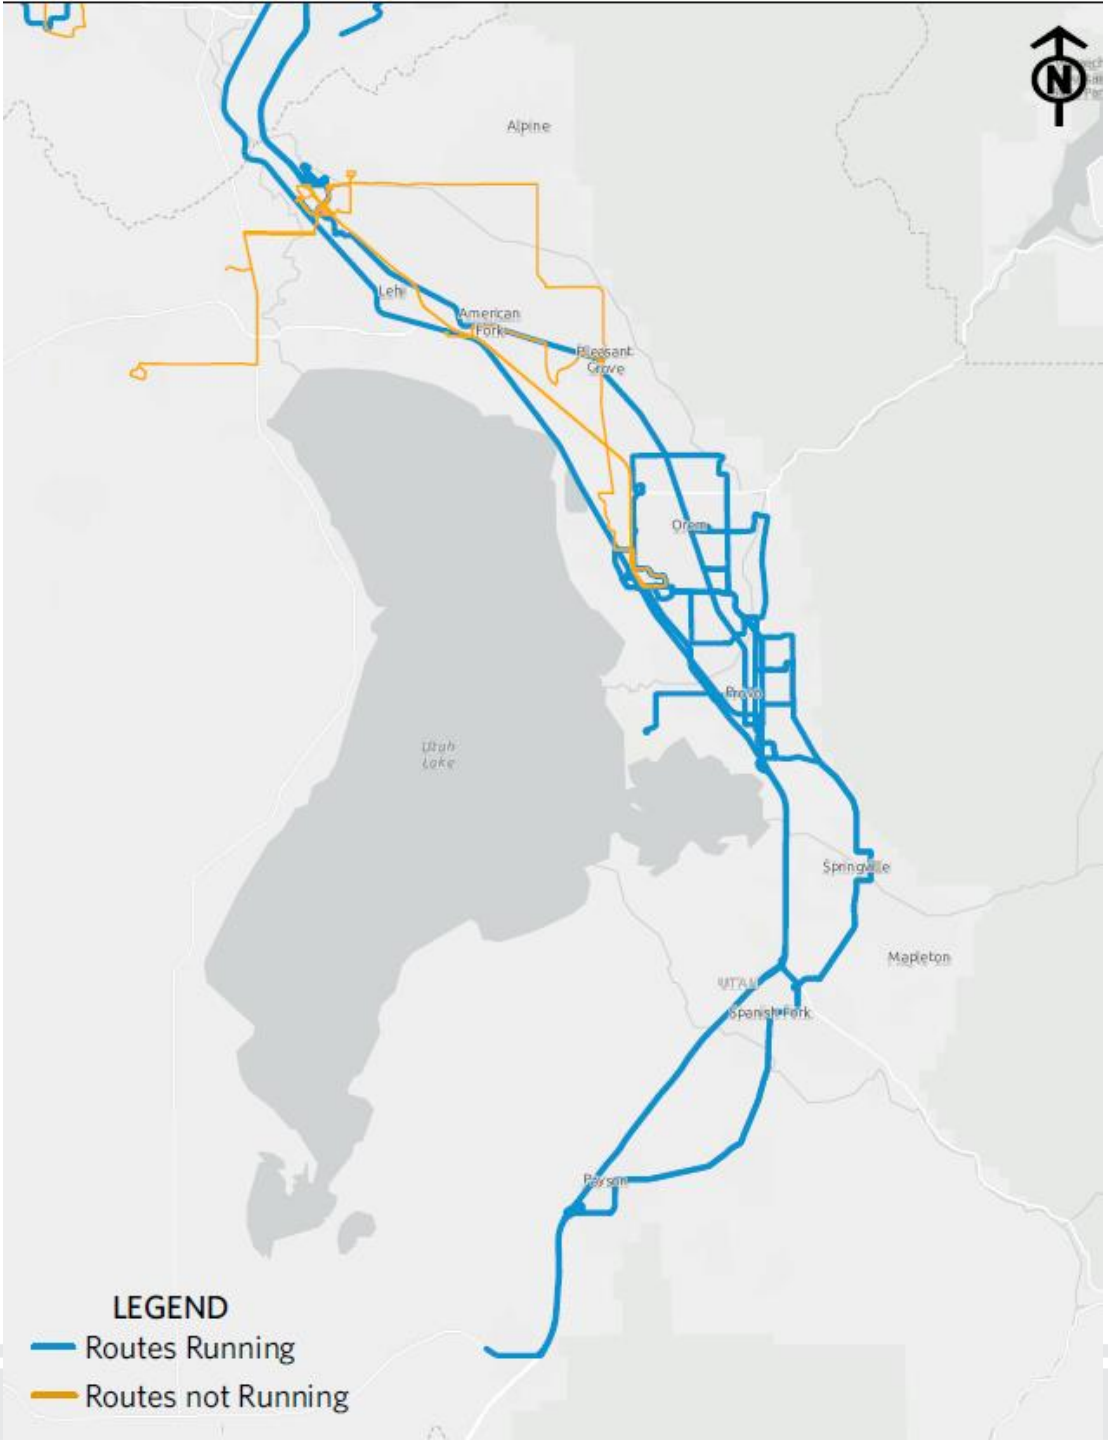 N
Alpine
Lehi
American
Fork
Pleasant
Grove
Orem
Provo
Utah
Lake
Springville
Mapleton
UTAH
Spanish Fork
Payson
LEGEND
Routes Running
Routes not Running